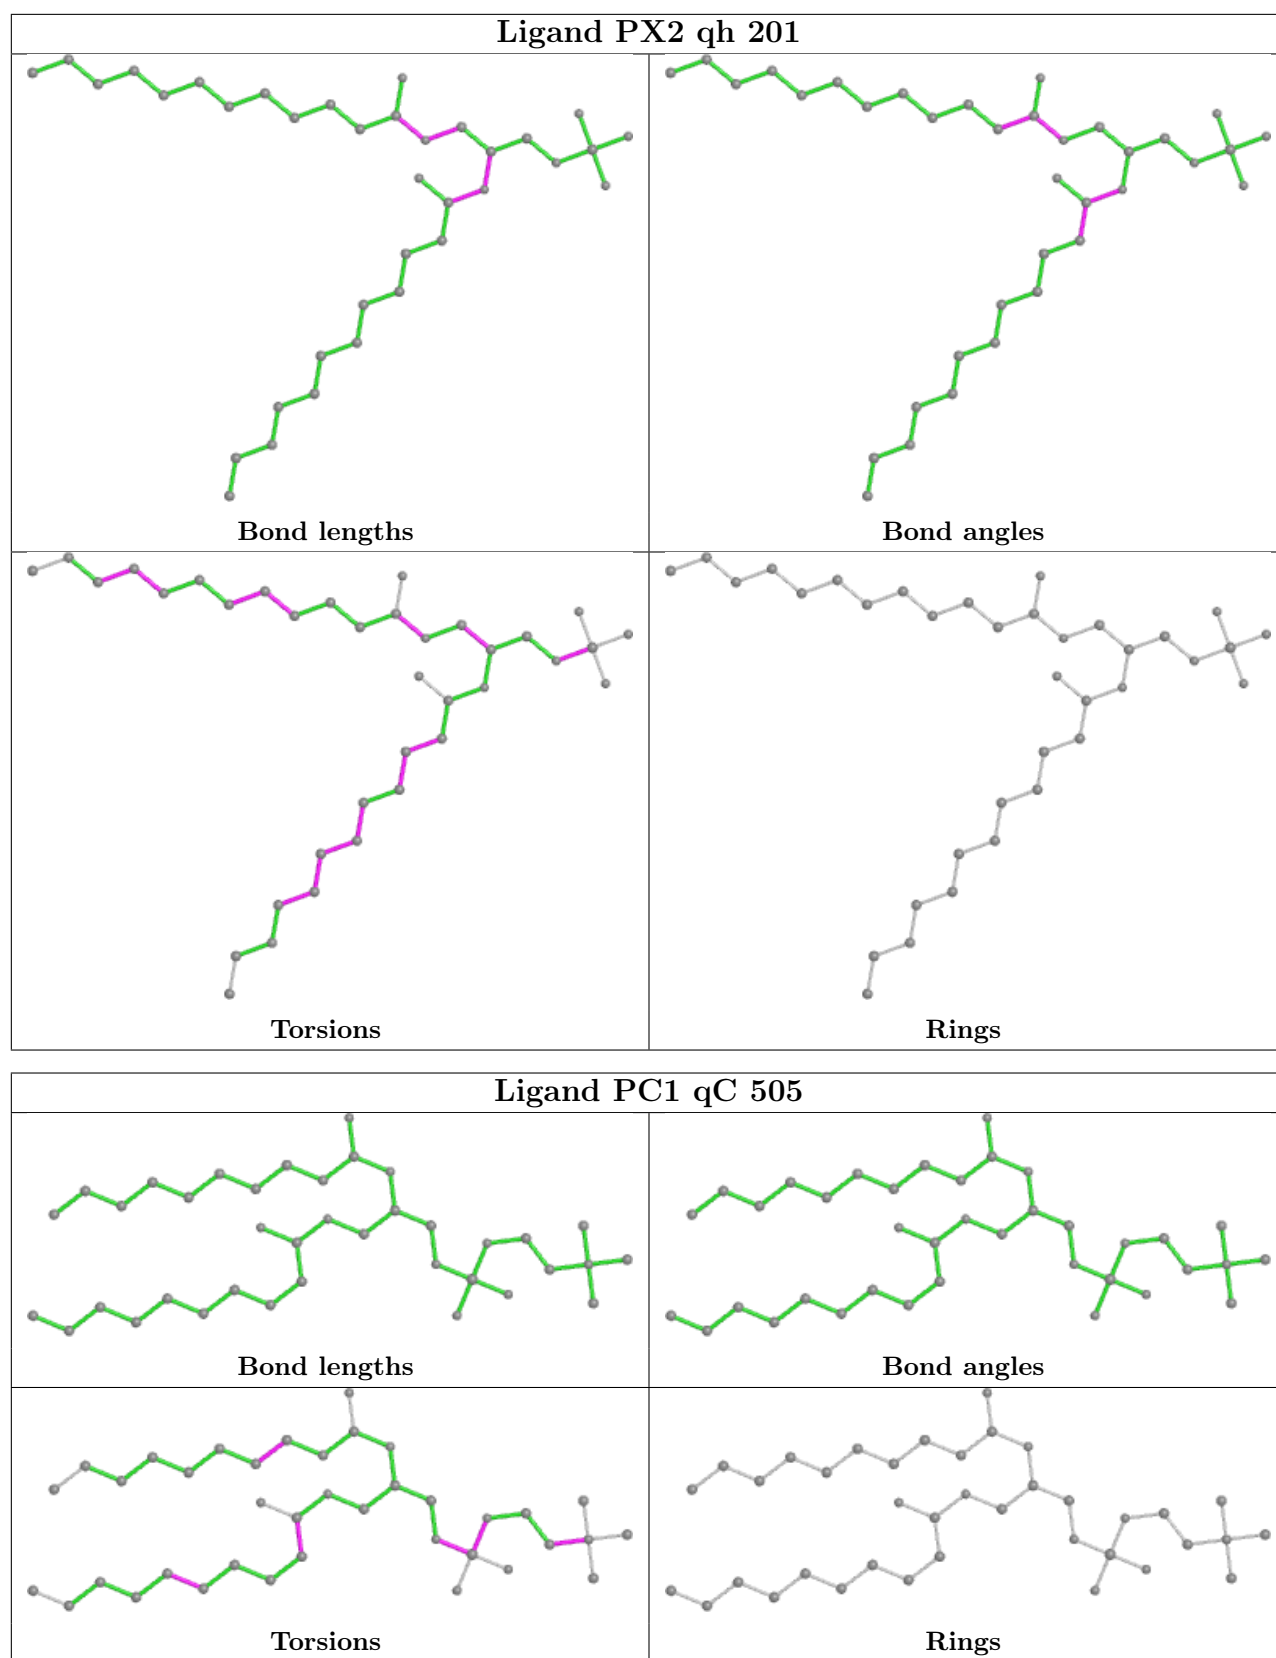 Ligand PX2 qh 201
Bond lengths
Bond angles
Torsions
Rings
Ligand PC1 qC 505
Bond lengths
Bond angles
Torsions
Rings